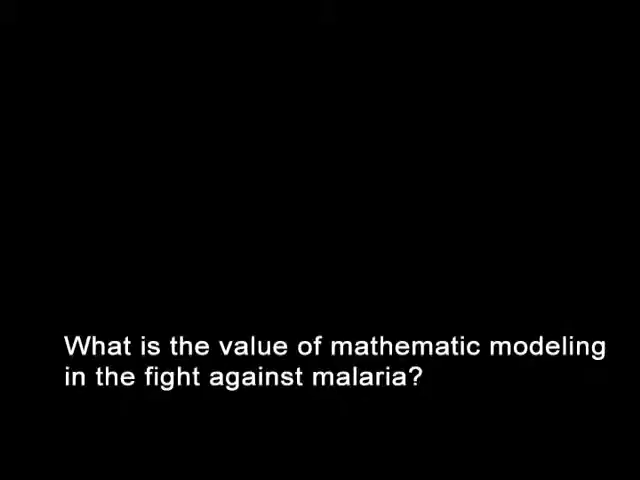 What is the value of mathematic modeling
in the fight against malaria?